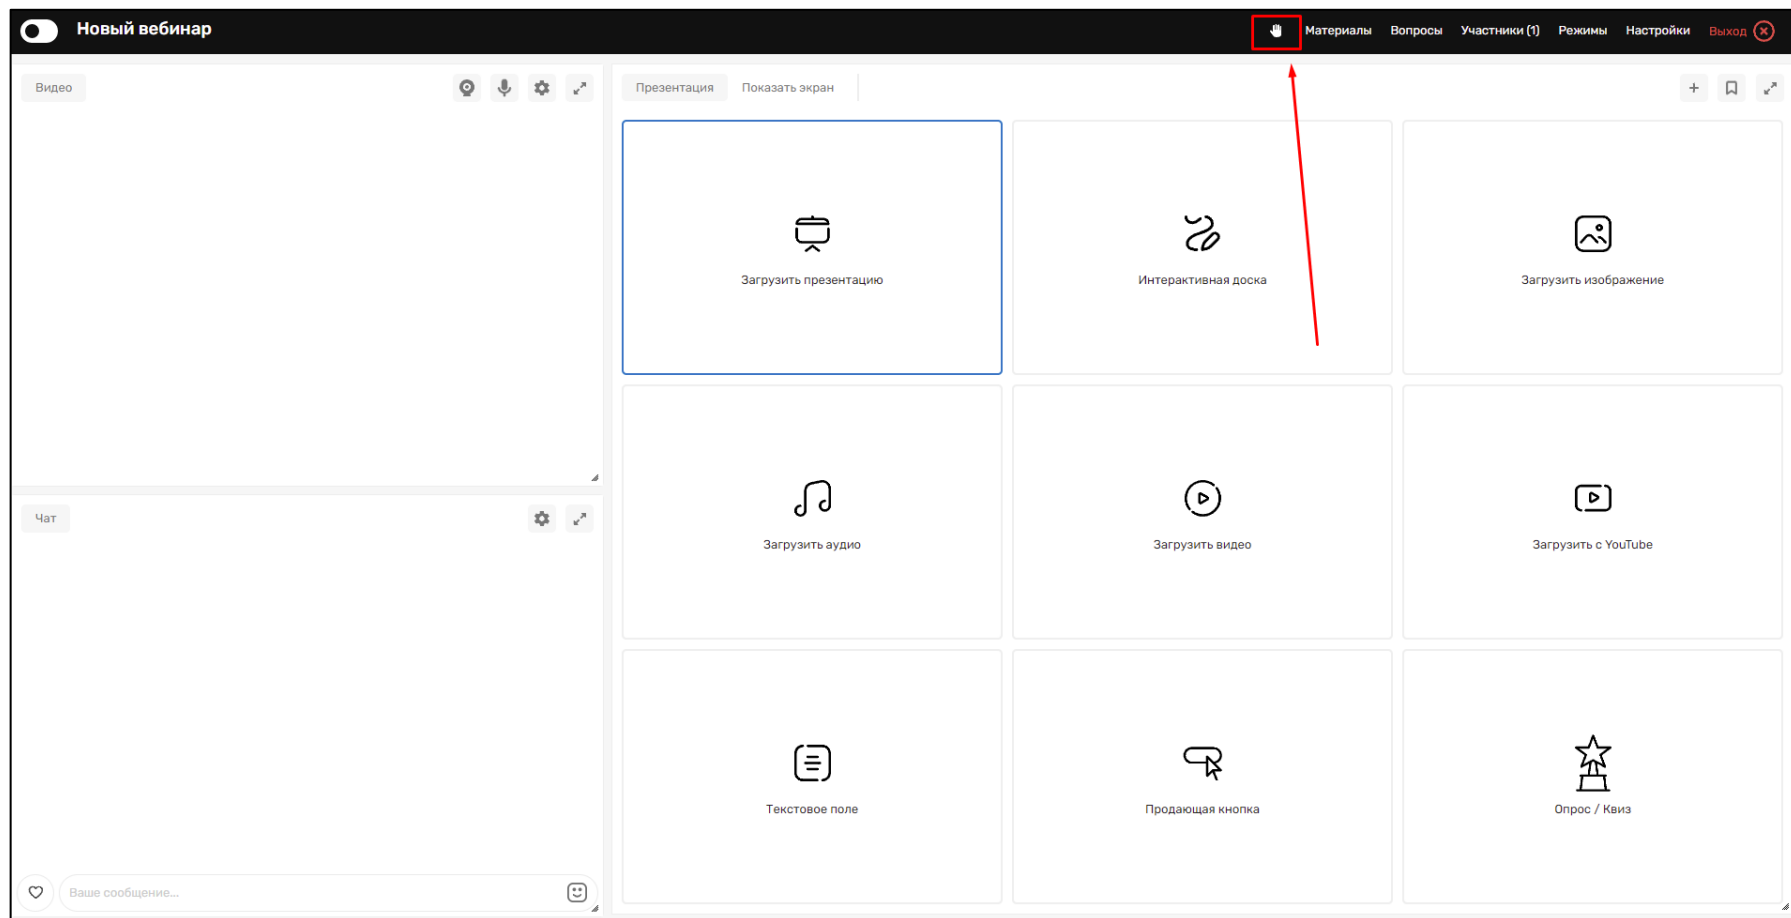 Новый вебинар
Материалы Вопросы Участники (1) Режимы Настройки Выход
Видео
Презентация Показать экран
Загрузить презентацию
Интерактивная доска
Загрузить изображение
Загрузить аудио
Загрузить видео
Загрузить с YouTube
Чат
Текстовое поле
Продающая кнопка
Опрос / Квиз
Ваше сообщение...